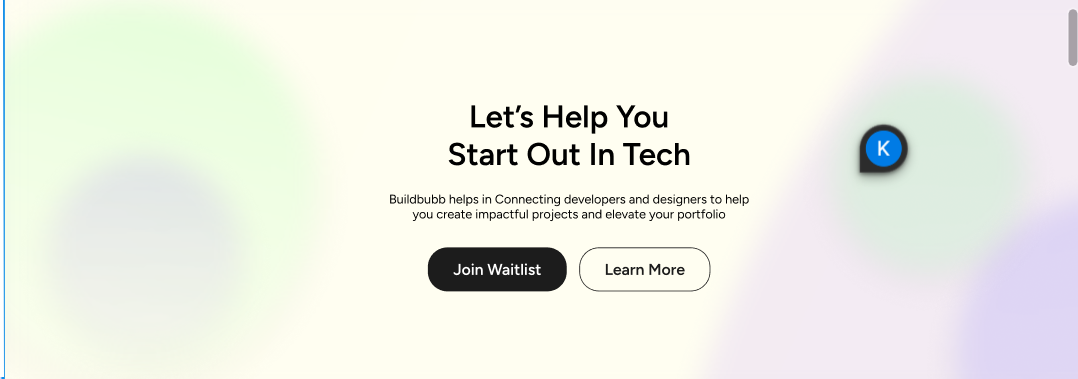 Let’s Help You
Start Out In Tech
K
Buildbubb helps in Connecting developers and designers to help
you create impactful projects and elevate your portfolio
Join Waitlist
Learn More